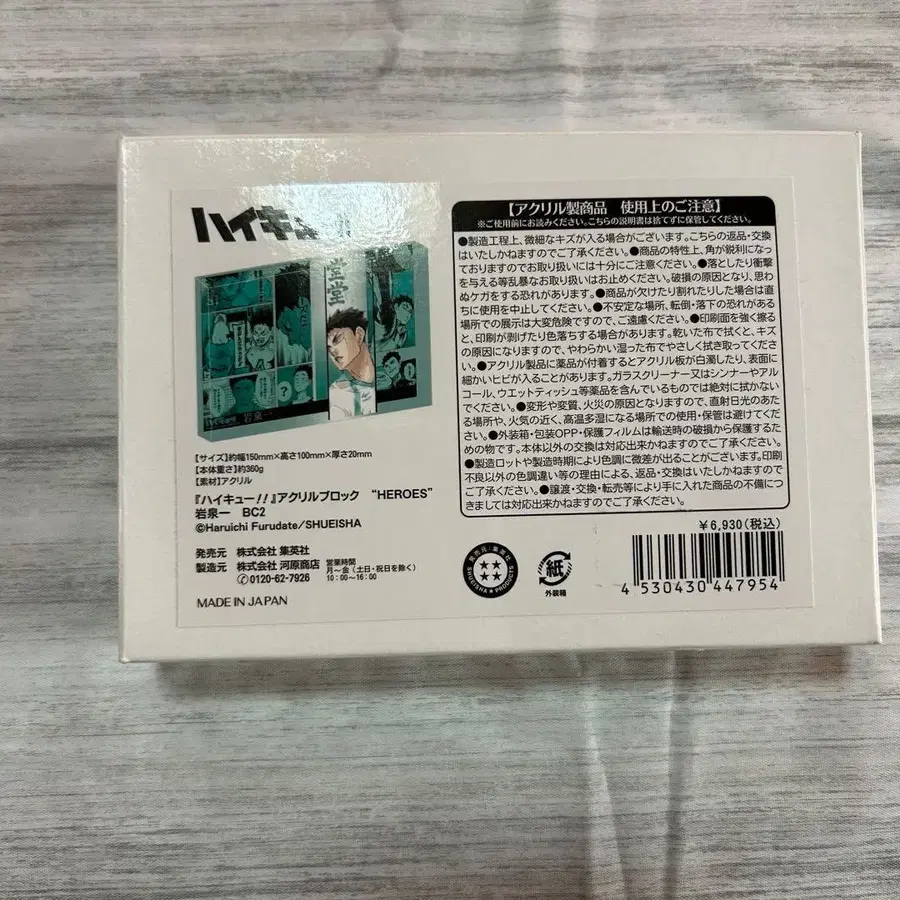 ハイキュー
堂堂
岩泉一
【サイズ】約幅150mm×高さ100mm×厚さ20mm
【本体重さ】約360g
【素材】アクリル
『ハイキュー!!』アクリルブロック “HEROES”
岩泉一 BC2
©Haruichi Furudate/SHUEISHA
発売元 株式会社 集英社
製造元 株式会社 河原商店
✆0120-62-7926
営業時間
月〜金(土日・祝日を除く)
10:00〜16:00
MADE IN JAPAN
【アクリル製商品 使用上のご注意】
※ご使用前にお読みください。こちらの説明書は捨てずに保管してください。
●製造工程上、微細なキズが入る場合がございます。こちらの返品・交換
はいたしかねますのでご了承ください。●商品の特性上、角が鋭利になっ
ておりますのでお取り扱いには十分にご注意ください。●落としたり衝撃
を与える等乱暴なお取り扱いはお止めください。破損の原因となり、思わ
ぬケガをする恐れがあります。●商品が欠けたり割れたりした場合は直
ちに使用を中止してください。●不安定な場所、転倒・落下の恐れがある
場所での展示は大変危険ですので、ご遠慮ください。●印刷面を強く擦る
と、印刷が剥げたり色落ちする場合があります。乾いた布で拭くと、キズ
の原因になりますので、やわらかい湿った布でやさしく拭き取ってください。
●アクリル製品に薬品が付着するとアクリル板が白濁したり、表面に
細かいヒビが入ることがあります。ガラスクリーナー又はシンナーやアル
コール、ウエットティッシュ等薬品を含んでいるものでは絶対に拭かない
でください。●変形や変質、火災の原因となりますので、直射日光のあた
る場所や、火気の近く、高温多湿になる場所での使用・保管は避けてくだ
さい。●外装箱・包装OPP・保護フィルムは輸送時の破損から保護するた
めの物です。本体以外の交換は対応出来かねますのでご了承ください。
●製造ロットや製造時期により色調に微差がでることがございます。印刷
不良以外の色調違い等の理由による、返品・交換はいたしかねますので
ご了承ください。●譲渡・交換・転売等により手に入れた商品の不備につ
きましては対応出来かねますのでご了承ください。
¥6,930(税込)
発売元:集英社
SHUEISHA★PRODUCTS
紙
外装箱
4 530430 447954